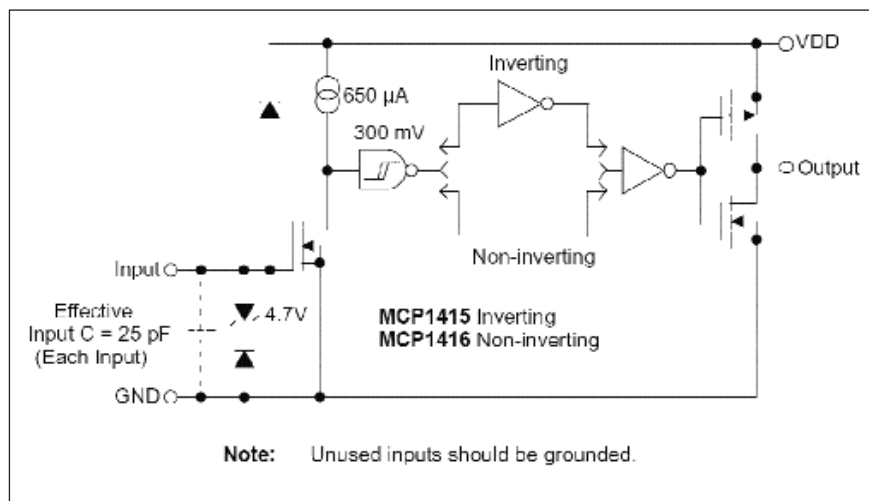 VDD
Inverting
650 µA
300 mV
Output
Input
Non-inverting
Effective
Input C = 25 pF
(Each Input)
4.7V
MCP1415 Inverting
MCP1416 Non-inverting
GND
Note: Unused inputs should be grounded.